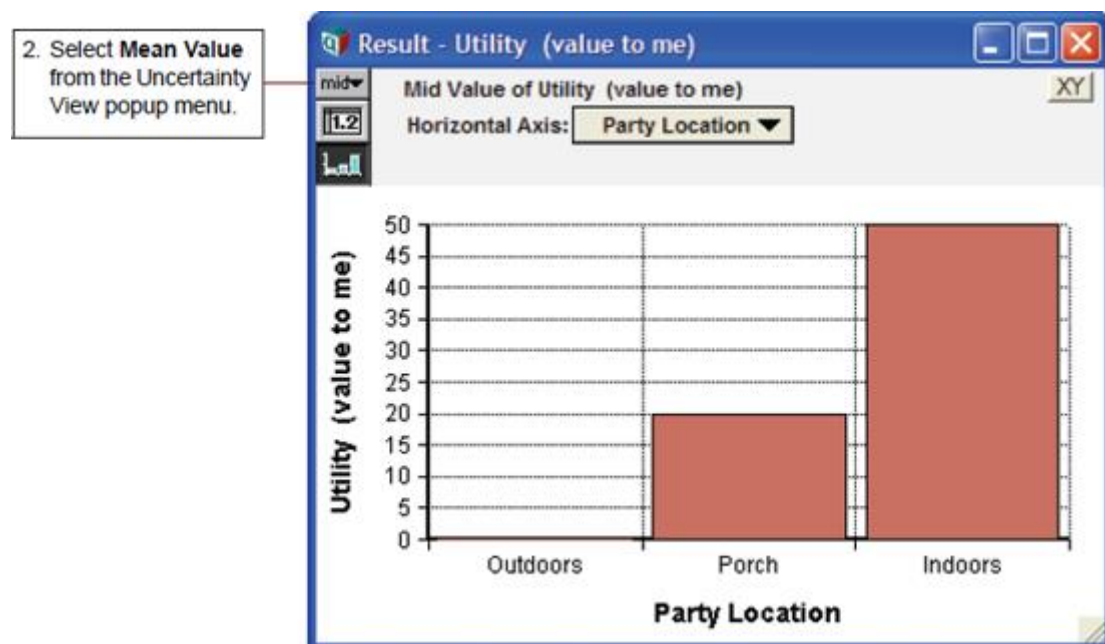 2. Select Mean Value
from the Uncertainty
View popup menu.
Result - Utility (value to me)
mid
Mid Value of Utility (value to me)
XY
1.2
Horizontal Axis: Party Location
Utility (value to me)
50
45
40
35
30
25
20
15
10
5
0
Outdoors Porch Indoors
Party Location